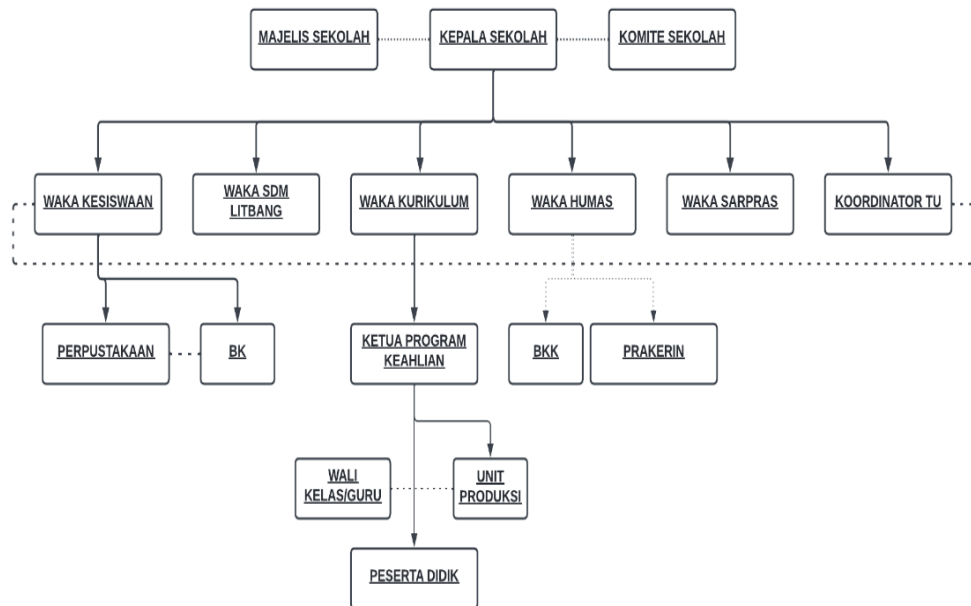 MAJELIS SEKOLAH
KEPALA SEKOLAH
KOMITE SEKOLAH
WAKA KESISWAAN
WAKA SDM
LITBANG
WAKA KURIKULUM
WAKA HUMAS
WAKA SARPRAS
KOORDINATOR TU
PERPUSTAKAAN
BK
KETUA PROGRAM
KEAHLIAN
BKK
PRAKERIN
WALI
KELAS/GURU
UNIT
PRODUKSI
PESERTA DIDIK